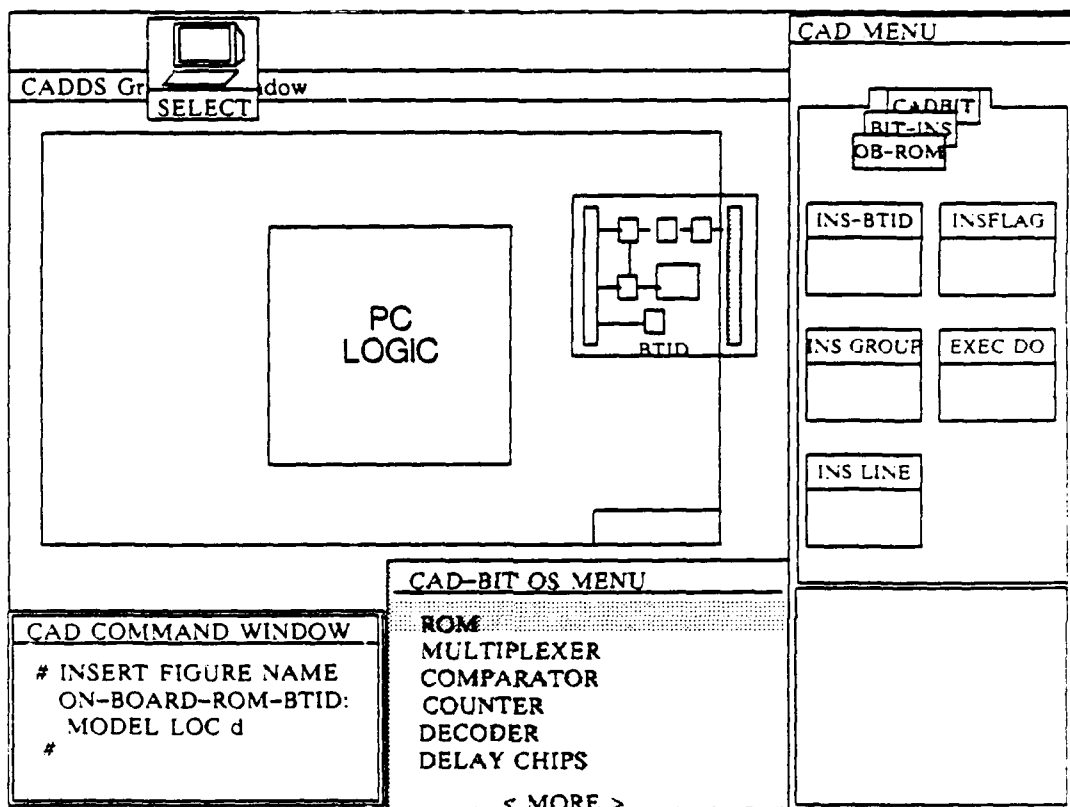 CAD MENU
CADDS Gr dow
SELECT
CADBIT
BIT-INS
OB-ROM
INS-BTID
INSFLAG
PC
LOGIC
BTID
INS GROUP
EXEC DO
INS LINE
CAD-BIT OS MENU
ROM
MULTIPLEXER
COMPARATOR
COUNTER
DECODER
DELAY CHIPS
< MORE >
CAD COMMAND WINDOW
# INSERT FIGURE NAME
ON-BOARD-ROM-BTID:
MODEL LOC d
#